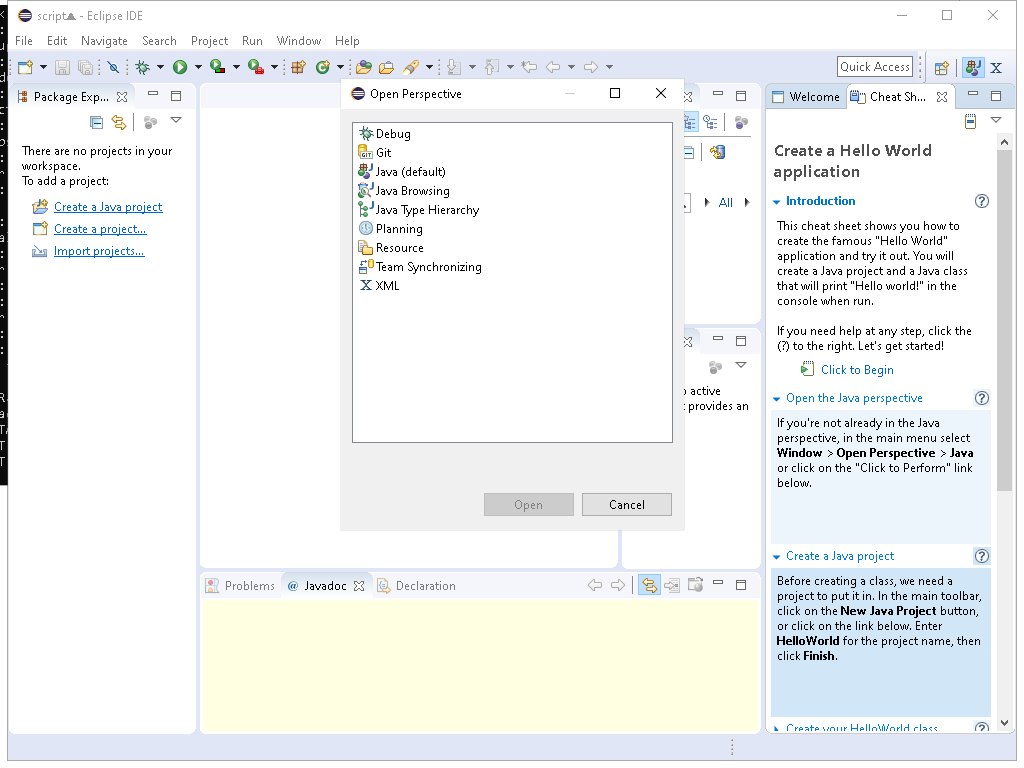 script - Eclipse IDE
File Edit Navigate Search Project Run Window Help
Quick Access
Package Exp...
There are no projects in your
workspace.
To add a project:
Create a Java project
Create a project...
Import projects...
Open Perspective
Debug
Git
Java (default)
Java Browsing
Java Type Hierarchy
Planning
Resource
Team Synchronizing
XML
Open
Cancel
All
active
provides an
Problems
@ Javadoc
Declaration
Welcome
Cheat Sh...
Create a Hello World
application
Introduction
This cheat sheet shows you how to
create the famous "Hello World"
application and try it out. You will
create a Java project and a Java class
that will print "Hello world!" in the
console when run.
If you need help at any step, click the
(?) to the right. Let's get started!
Click to Begin
Open the Java perspective
If you're not already in the Java
perspective, in the main menu select
Window > Open Perspective > Java
or click on the "Click to Perform" link
below.
Create a Java project
Before creating a class, we need a
project to put it in. In the main toolbar,
click on the New Java Project button,
or click on the link below. Enter
HelloWorld for the project name, then
click Finish.
Create your HelloWorld class